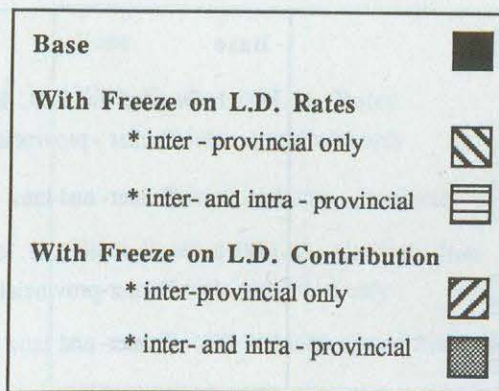 Base
With Freeze on L.D. Rates
* inter - provincial only
* inter- and intra - provincial
With Freeze on L.D. Contribution
* inter-provincial only
* inter- and intra - provincial